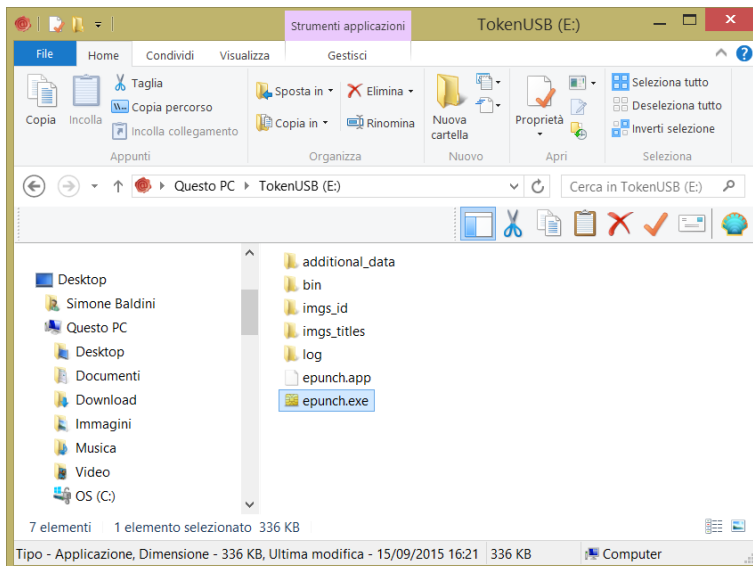 Strumenti applicazioni TokenUSB (E:)
File Home Condividi Visualizza Gestisci
Copia
Incolla
Taglia
Copia percorso
Incolla collegamento
Appunti
Sposta in
Copia in
Elimina
Rinomina
Organizza
Nuova
cartella
Nuovo
Proprietà
Apri
Seleziona tutto
Deseleziona tutto
Inverti selezione
Seleziona
Questo PC TokenUSB (E:)
Cerca in TokenUSB (E:)
Desktop
Simone Baldini
Questo PC
Desktop
Documenti
Download
Immagini
Musica
Video
OS (C:)
additional_data
bin
imgs_id
imgs_titles
log
epunch.app
epunch.exe
7 elementi 1 elemento selezionato 336 KB
Tipo - Applicazione, Dimensione - 336 KB, Ultima modifica - 15/09/2015 16:21 336 KB Computer